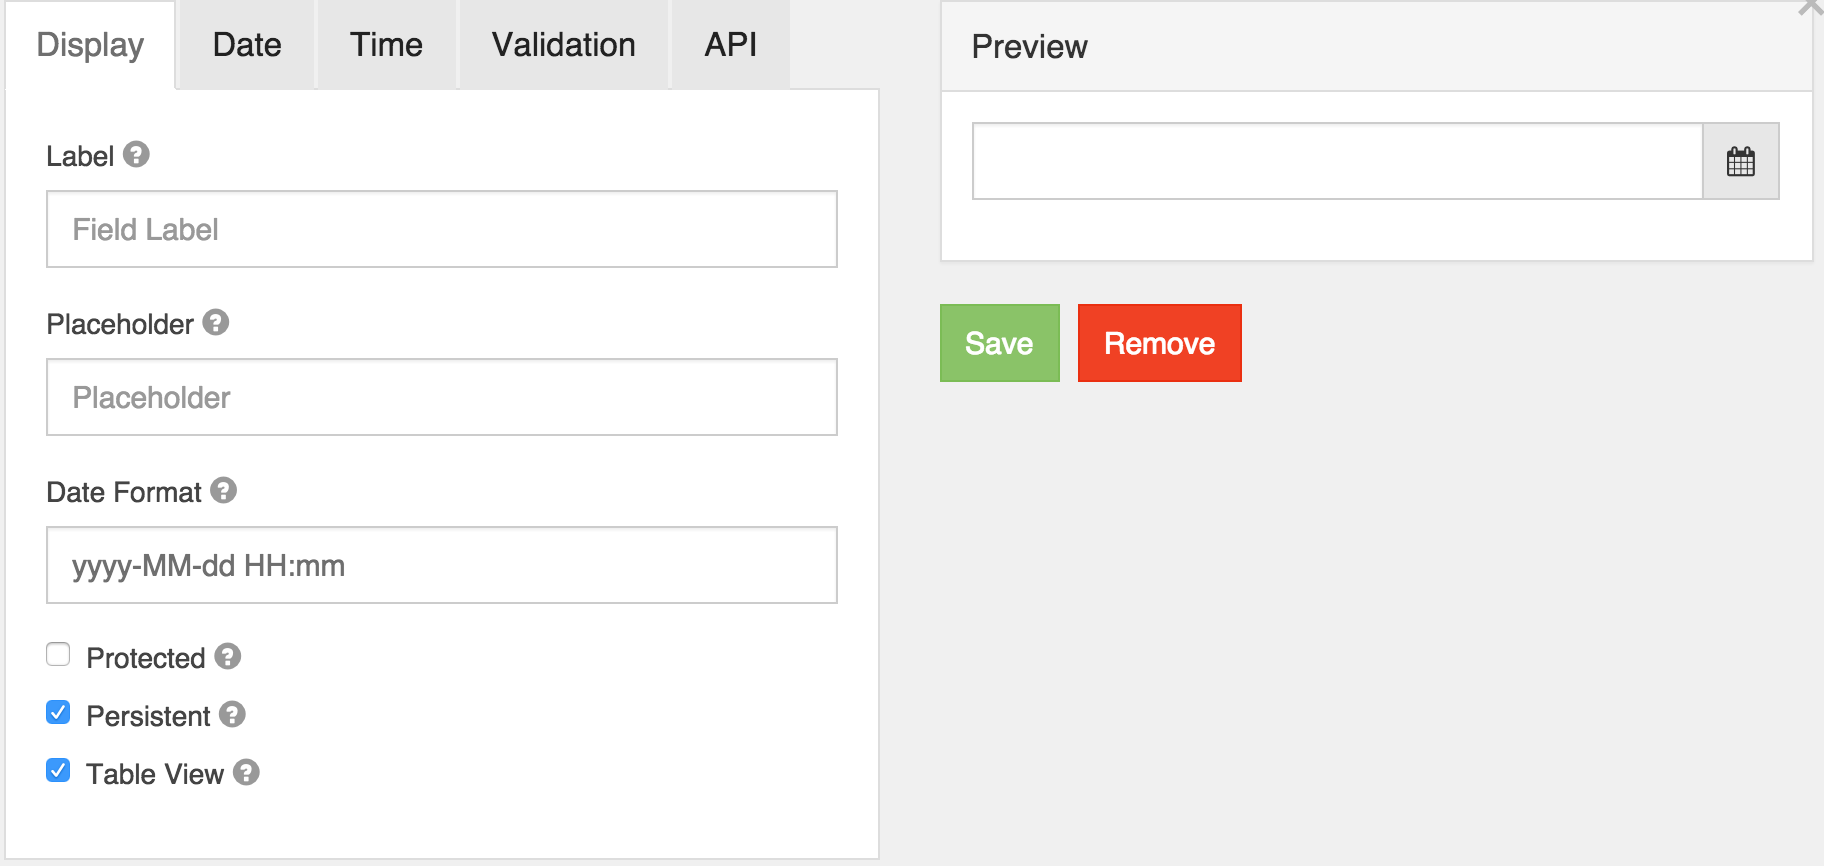 Display Date Time Validation API
Label ?
Field Label
Placeholder ?
Placeholder
Date Format ?
yyyy-MM-dd HH:mm
Protected ?
Persistent ?
Table View ?
Preview
Save Remove